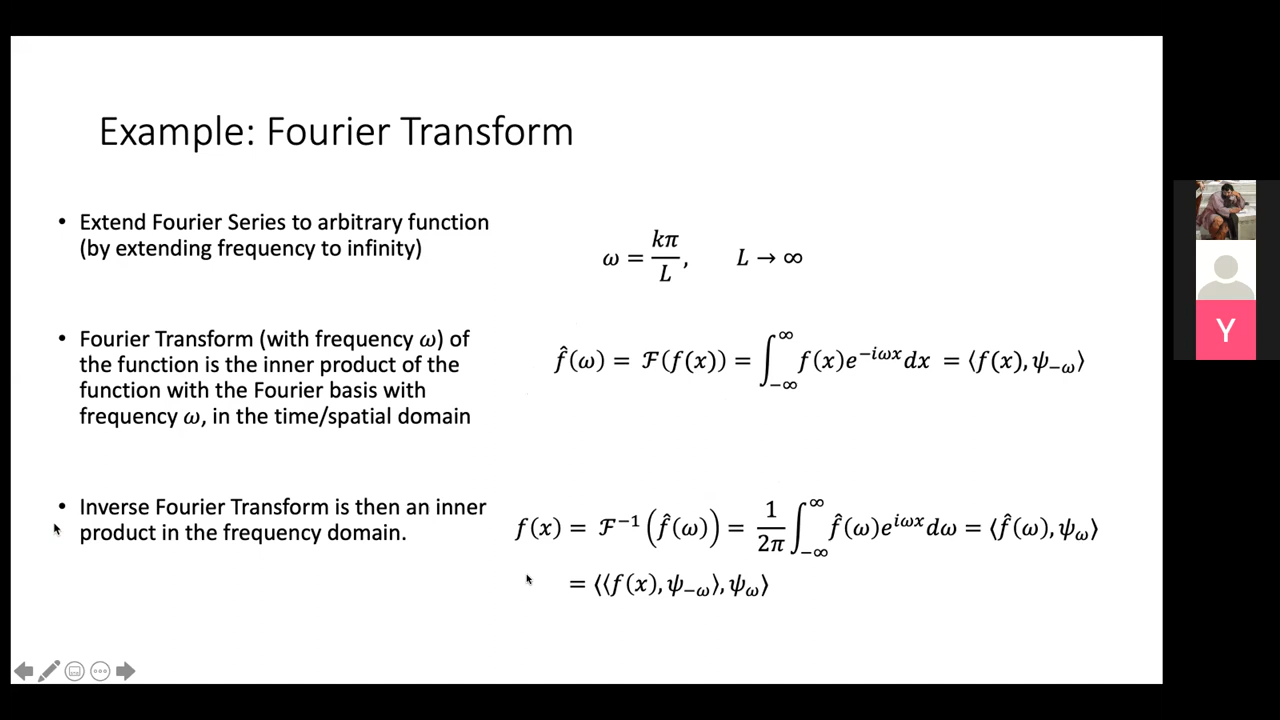 Example: Fourier Transform
• Extend Fourier Series to arbitrary function
(by extending frequency to infinity)
ω = kπ/L, L → ∞
• Fourier Transform (with frequency ω) of
the function is the inner product of the
function with the Fourier basis with
frequency ω, in the time/spatial domain
f̂(ω) = ℱ(f(x)) = ∫_{-∞}^{∞} f(x)e^{-iωx}dx = ⟨f(x), ψ_{-ω}⟩
• Inverse Fourier Transform is then an inner
product in the frequency domain.
f(x) = ℱ^{-1}(f̂(ω)) = 1/2π ∫_{-∞}^{∞} f̂(ω)e^{iωx}dω = ⟨f̂(ω), ψ_ω⟩
= ⟨⟨f(x), ψ_{-ω}⟩, ψ_ω⟩
Y